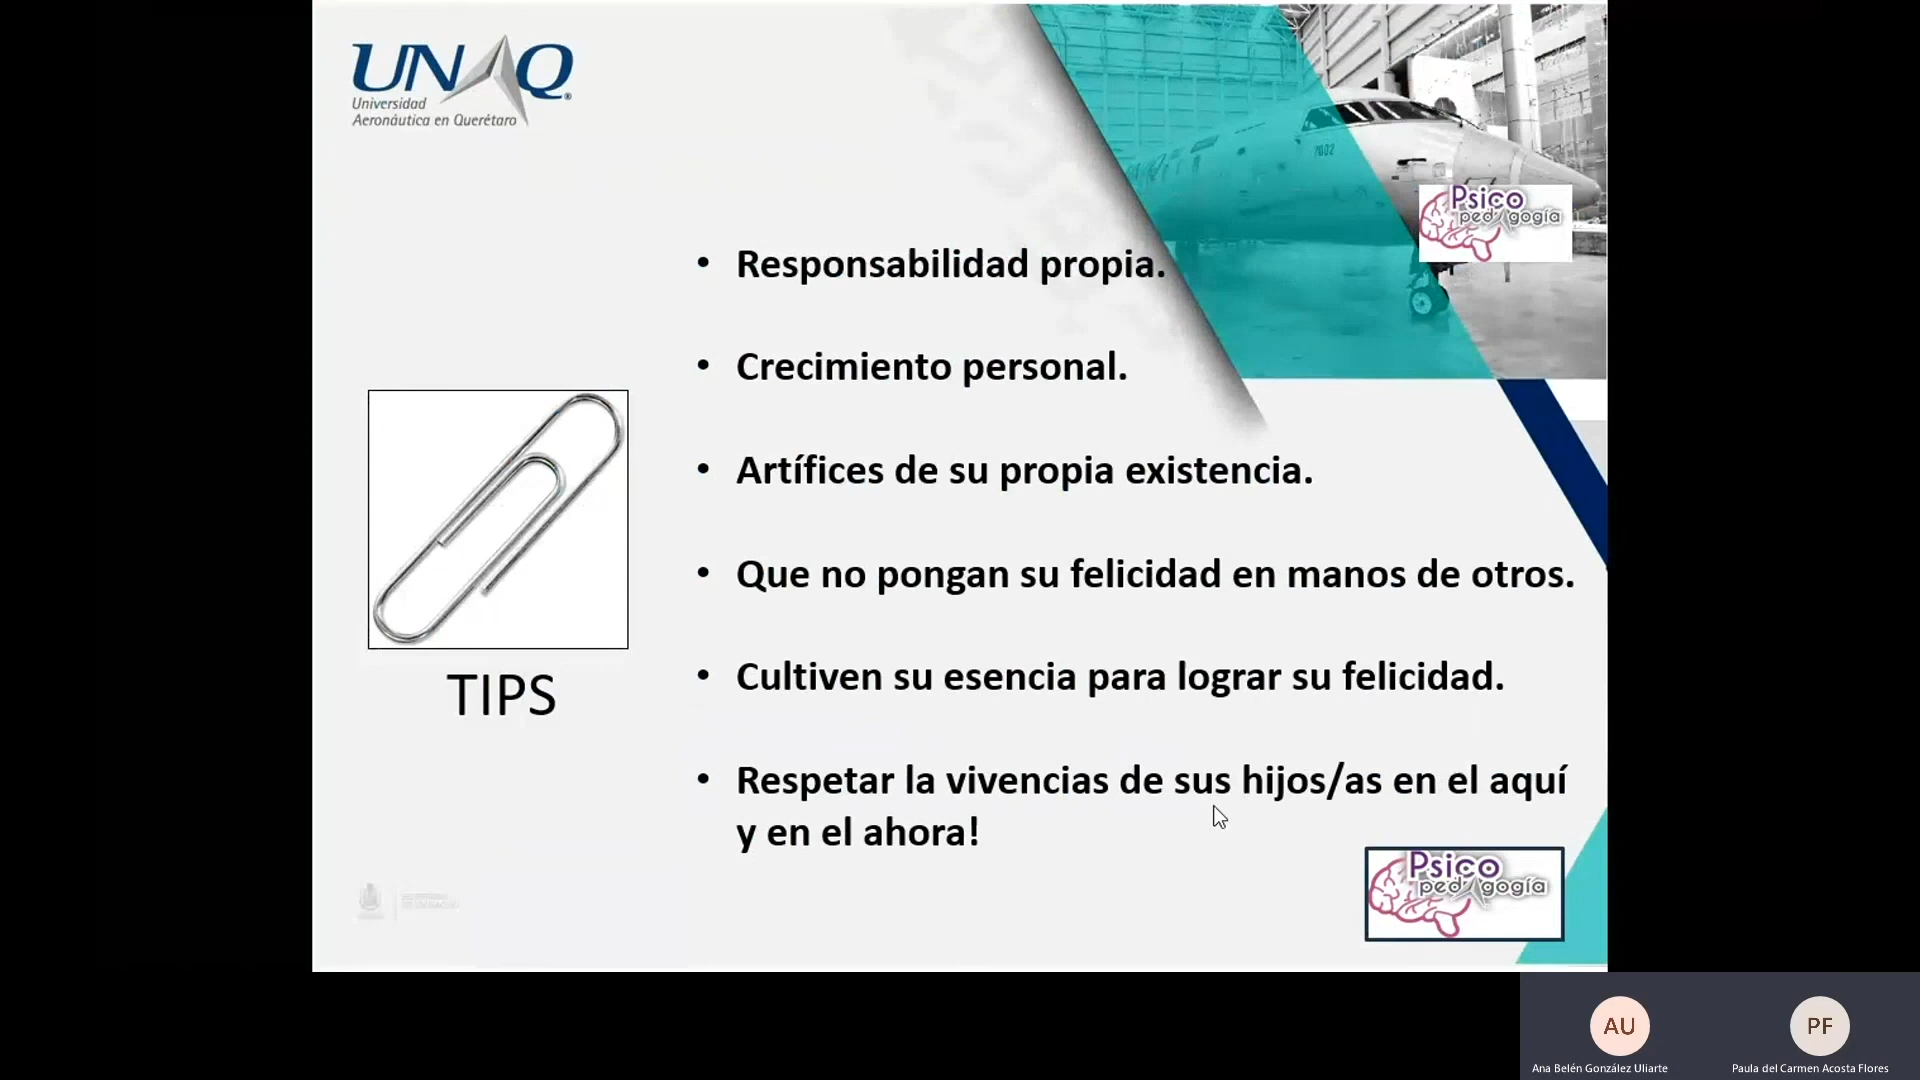 UNAQ
Universidad
Aeronáutica en Querétaro
7002
Psico
pedagogía
• Responsabilidad propia.
• Crecimiento personal.
• Artífices de su propia existencia.
• Que no pongan su felicidad en manos de otros.
• Cultiven su esencia para lograr su felicidad.
• Respetar la vivencias de sus hijos/as en el aquí
y en el ahora!
TIPS
Psico
pedagogía
AU
PF
Ana Belén González Uliarte
Paula del Carmen Acosta Flores